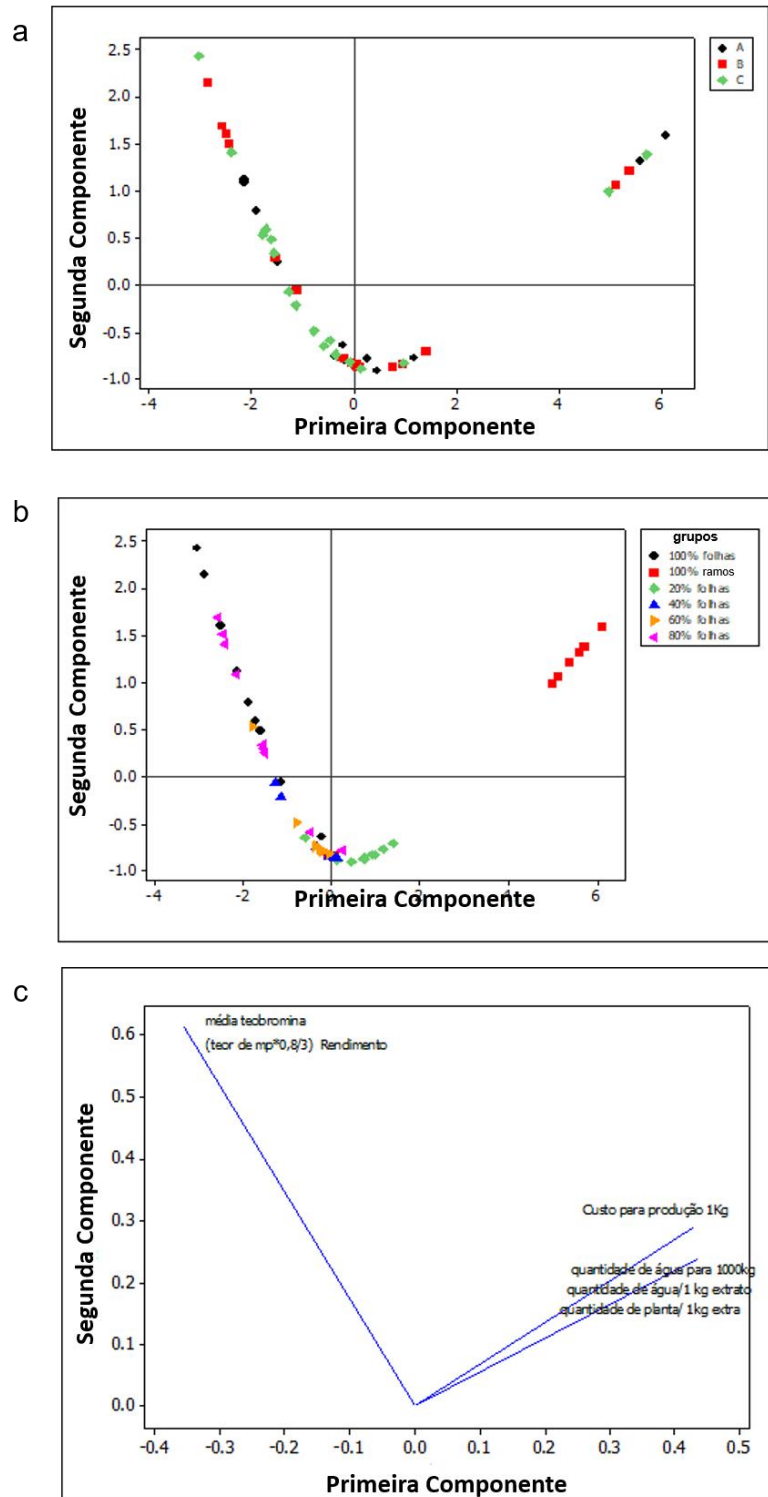 a
A
B
C
2.5
2.0
1.5
1.0
0.5
0.0
-0.5
-1.0
Segunda Componente
-4 -2 0 2 4 6
Primeira Componente
b
grupos
100% folhas
100% ramos
20% folhas
40% folhas
60% folhas
80% folhas
2.5
2.0
1.5
1.0
0.5
0.0
-0.5
-1.0
Segunda Componente
-4 -2 0 2 4 6
Primeira Componente
c
média teobromina
(teor de mp*0,8/3) Rendimento
Custo para produção 1Kg
quantidade de água para 1000kg
quantidade de água/1 kg extrato
quantidade de planta/ 1kg extra
0.6
0.5
0.4
0.3
0.2
0.1
0.0
Segunda Componente
-0.4 -0.3 -0.2 -0.1 0.0 0.1 0.2 0.3 0.4 0.5
Primeira Componente